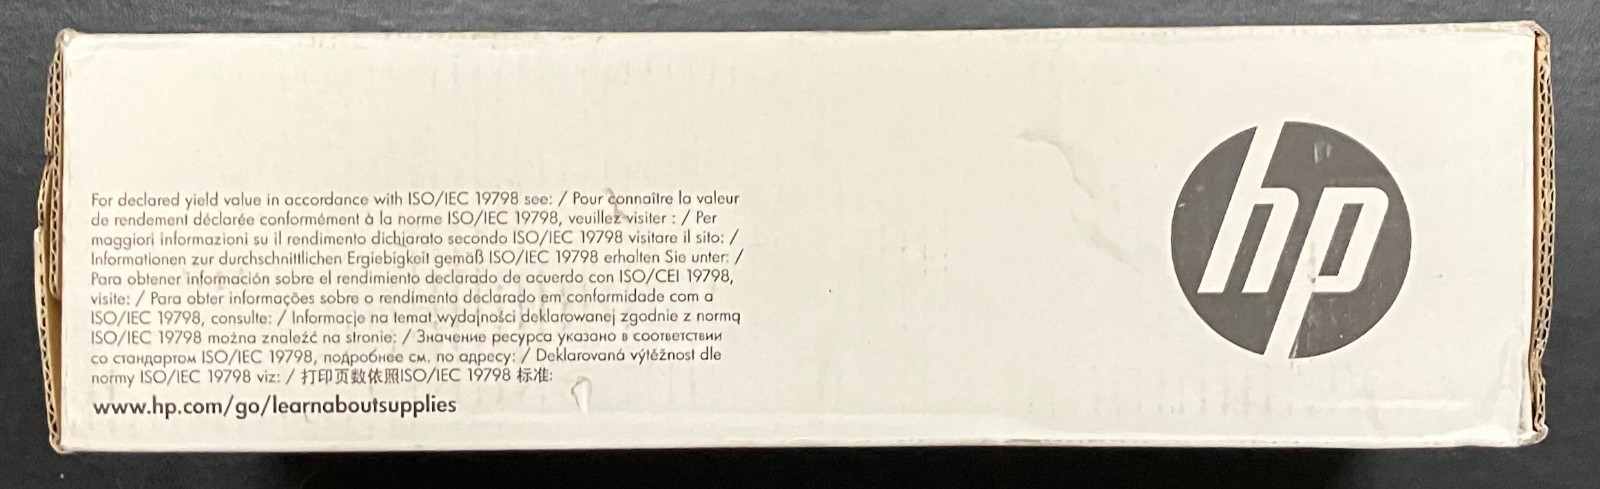 For declared yield value in accordance with ISO/IEC 19798 see: / Pour connaître la valeur
de rendement déclarée conformément à la norme ISO/IEC 19798, veuillez visiter : / Per
maggiori informazioni su il rendimento dichiarato secondo ISO/IEC 19798 visitare il sito: /
Informationen zur durchschnittlichen Ergiebigkeit gemäß ISO/IEC 19798 erhalten Sie unter: /
Para obtener información sobre el rendimiento declarado de acuerdo con ISO/CEI 19798,
visite: / Para obter informações sobre o rendimento declarado em conformidade com a
ISO/IEC 19798, consulte: / Informacje na temat wydajności deklarowanej zgodnie z normą
ISO/IEC 19798 można znaleźć na stronie: / Значение ресурса указано в соответствии
со стандартом ISO/IEC 19798, подробнее см. по адресу: / Deklarovaná výtěžnost dle
normy ISO/IEC 19798 viz: / 打印页数依照ISO/IEC 19798 标准:
www.hp.com/go/learnaboutsupplies
hp